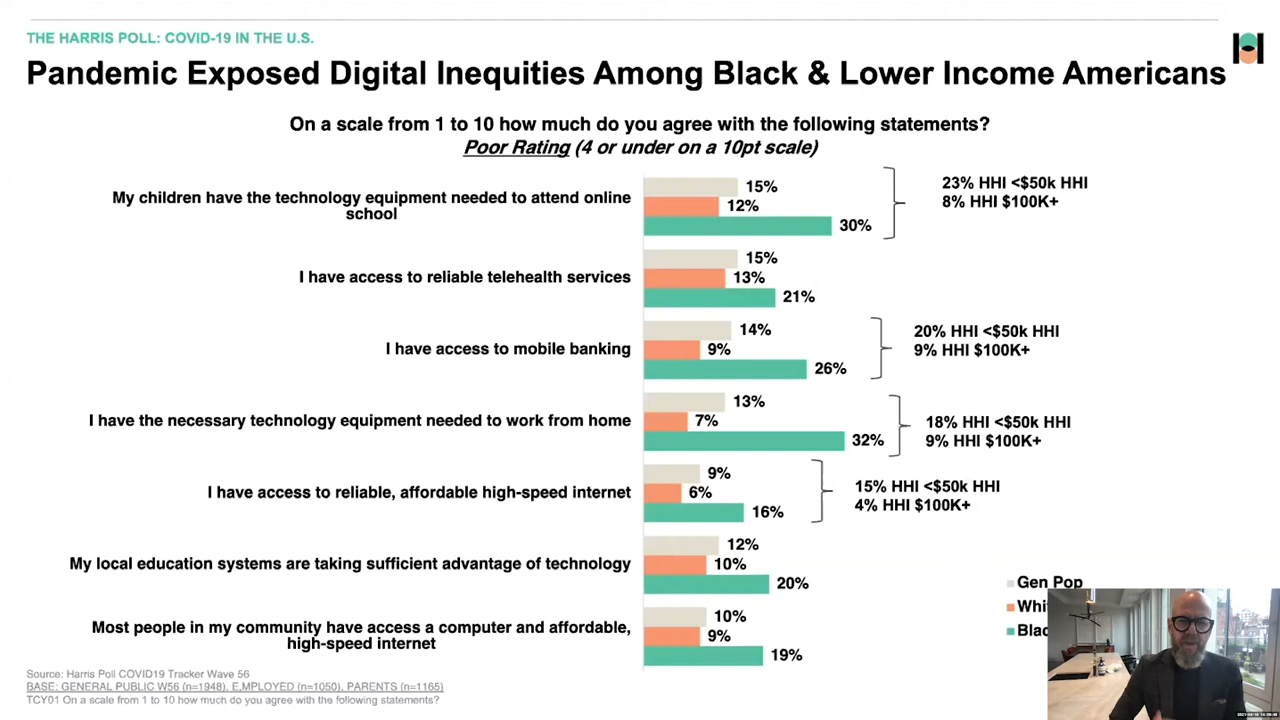 THE HARRIS POLL: COVID-19 IN THE U.S.
Pandemic Exposed Digital Inequities Among Black & Lower Income Americans
On a scale from 1 to 10 how much do you agree with the following statements?
Poor Rating (4 or under on a 10pt scale)
My children have the technology equipment needed to attend online
school
15%
12%
30%
23% HHI <$50k HHI
8% HHI $100K+
I have access to reliable telehealth services
15%
13%
21%
I have access to mobile banking
14%
9%
26%
20% HHI <$50k HHI
9% HHI $100K+
I have the necessary technology equipment needed to work from home
13%
7%
32%
18% HHI <$50k HHI
9% HHI $100K+
I have access to reliable, affordable high-speed internet
9%
6%
16%
15% HHI <$50k HHI
4% HHI $100K+
My local education systems are taking sufficient advantage of technology
12%
10%
20%
Most people in my community have access a computer and affordable,
high-speed internet
10%
9%
19%
Gen Pop
Whi
Blac
Source: Harris Poll COVID19 Tracker Wave 56
BASE: GENERAL PUBLIC W56 (n=1948), E,MPLOYED (n=1050), PARENTS (n=1165)
TCY01 On a scale from 1 to 10 how much do you agree with the following statements?